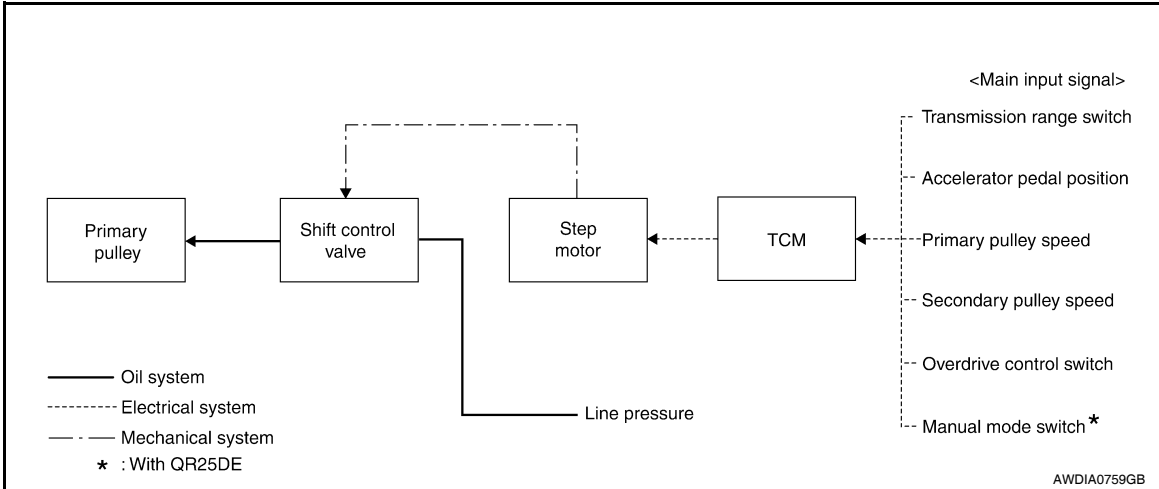 <Main input signal>
Transmission range switch
Accelerator pedal position
Primary pulley speed
Secondary pulley speed
Overdrive control switch
Manual mode switch*
Primary
pulley
Shift control
valve
Step
motor
TCM
Line pressure
Oil system
Electrical system
Mechanical system
* : With QR25DE
AWDIA0759GB